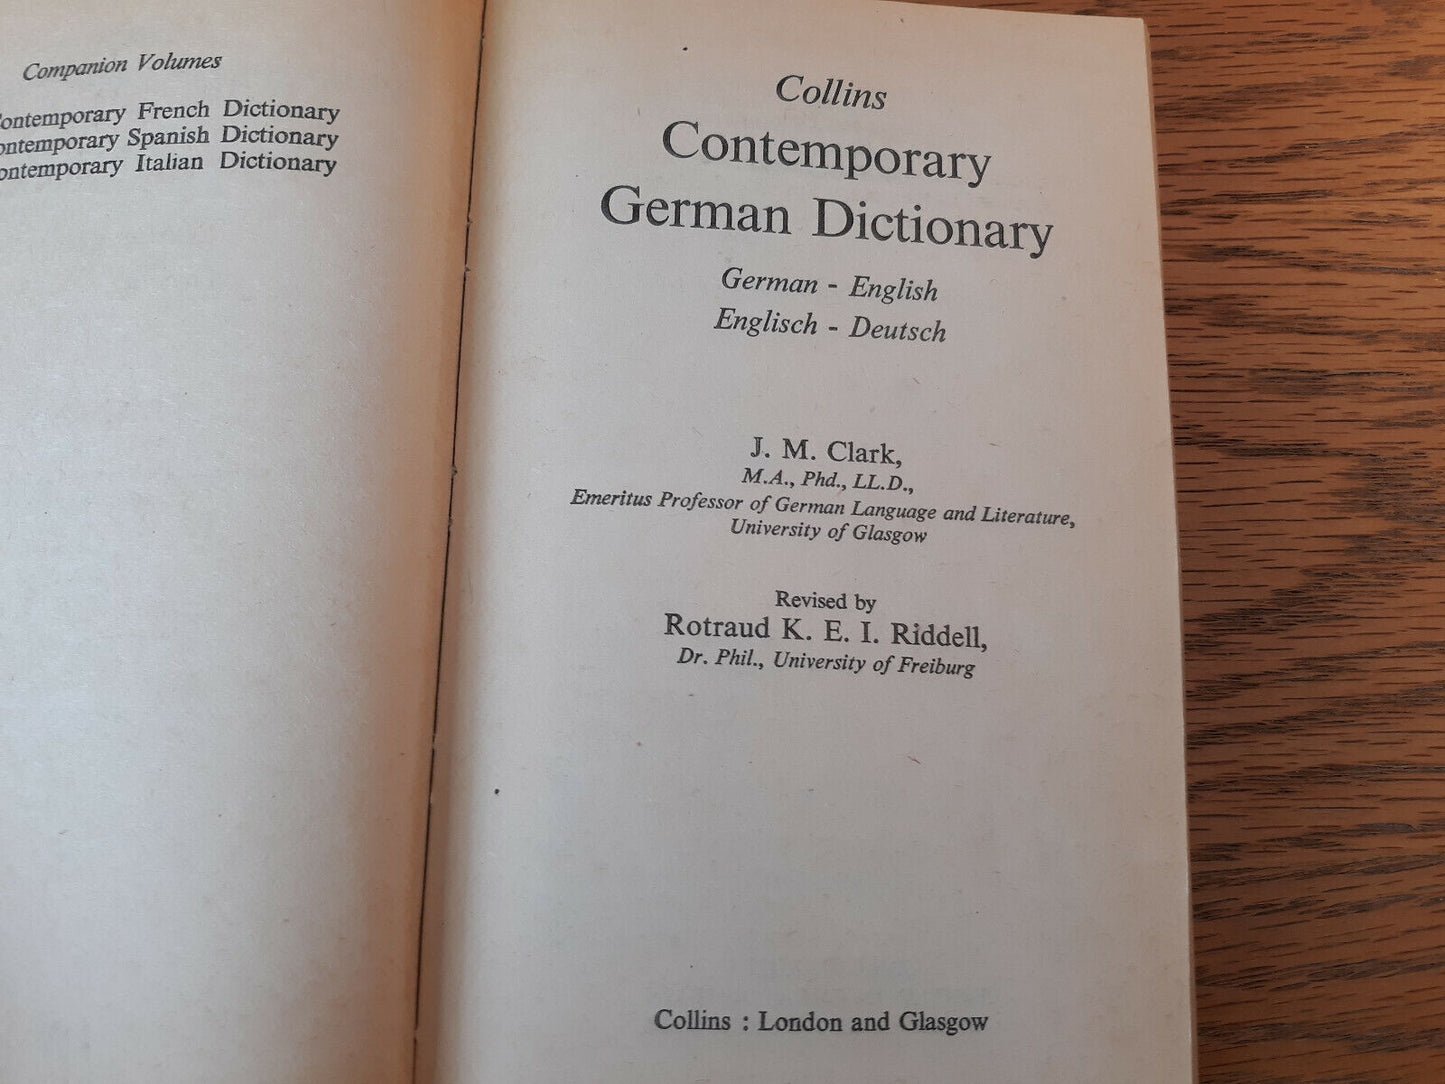 Companion Volumes
Contemporary French Dictionary
ontemporary Spanish Dictionary
ontemporary Italian Dictionary
Collins
Contemporary
German Dictionary
German - English
Englisch - Deutsch
J. M. Clark,
M.A., Phd., LL.D.,
Emeritus Professor of German Language and Literature,
University of Glasgow
Revised by
Rotraud K. E. I. Riddell,
Dr. Phil., University of Freiburg
Collins : London and Glasgow